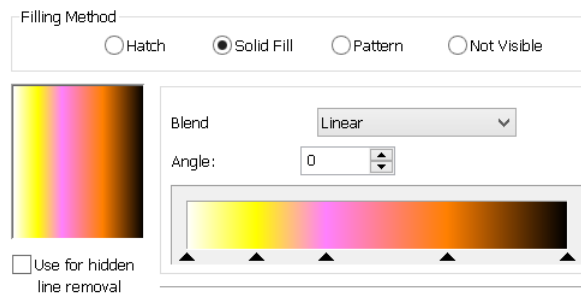 Filling Method
Hatch Solid Fill Pattern Not Visible
Blend Linear
Angle: 0
Use for hidden
line removal